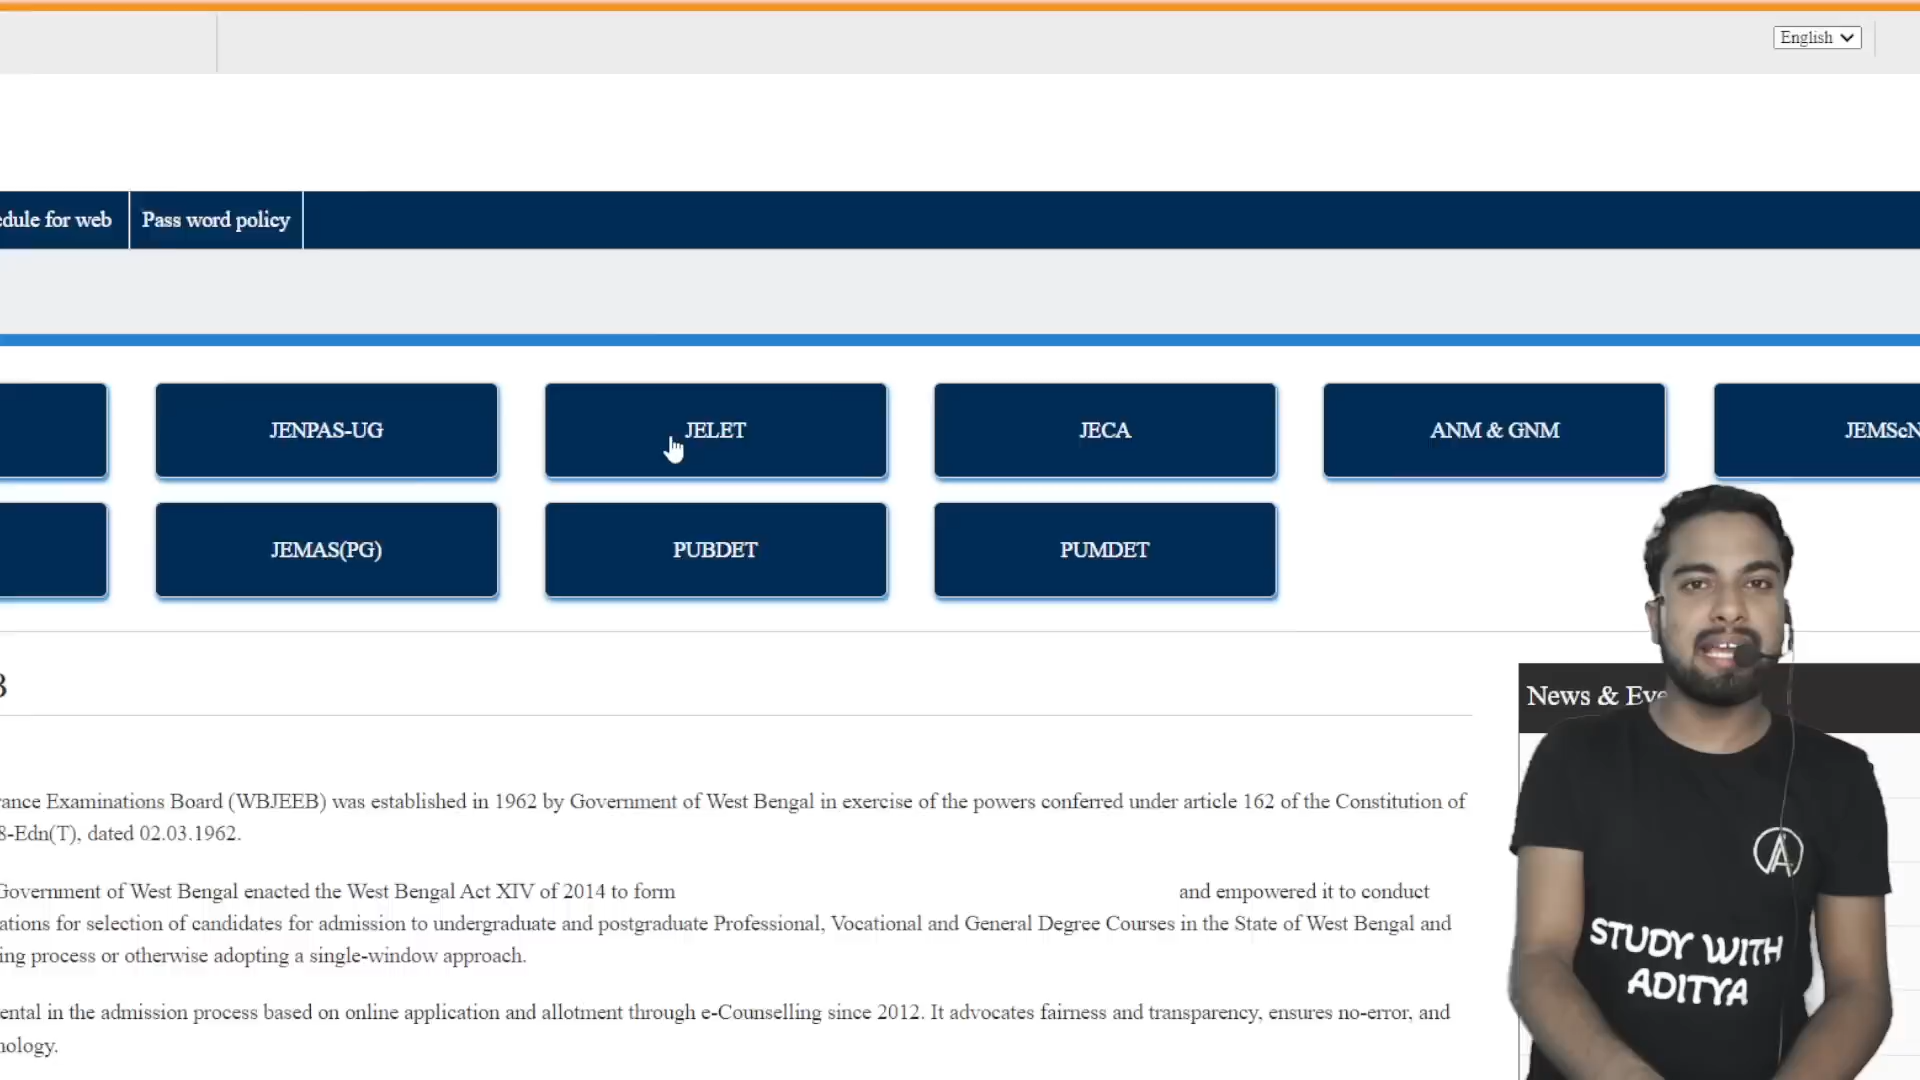 English
edule for web
Pass word policy
JENPAS-UG
JELET
JECA
ANM & GNM
JEMScN
JEMAS(PG)
PUBDET
PUMDET
News & Eve
rance Examinations Board (WBJEEB) was established in 1962 by Government of West Bengal in exercise of the powers conferred under article 162 of the Constitution of
8-Edn(T), dated 02.03.1962.
Government of West Bengal enacted the West Bengal Act XIV of 2014 to form and empowered it to conduct
ations for selection of candidates for admission to undergraduate and postgraduate Professional, Vocational and General Degree Courses in the State of West Bengal and
ing process or otherwise adopting a single-window approach.
ental in the admission process based on online application and allotment through e-Counselling since 2012. It advocates fairness and transparency, ensures no-error, and
nology.
STUDY WITH
ADITYA